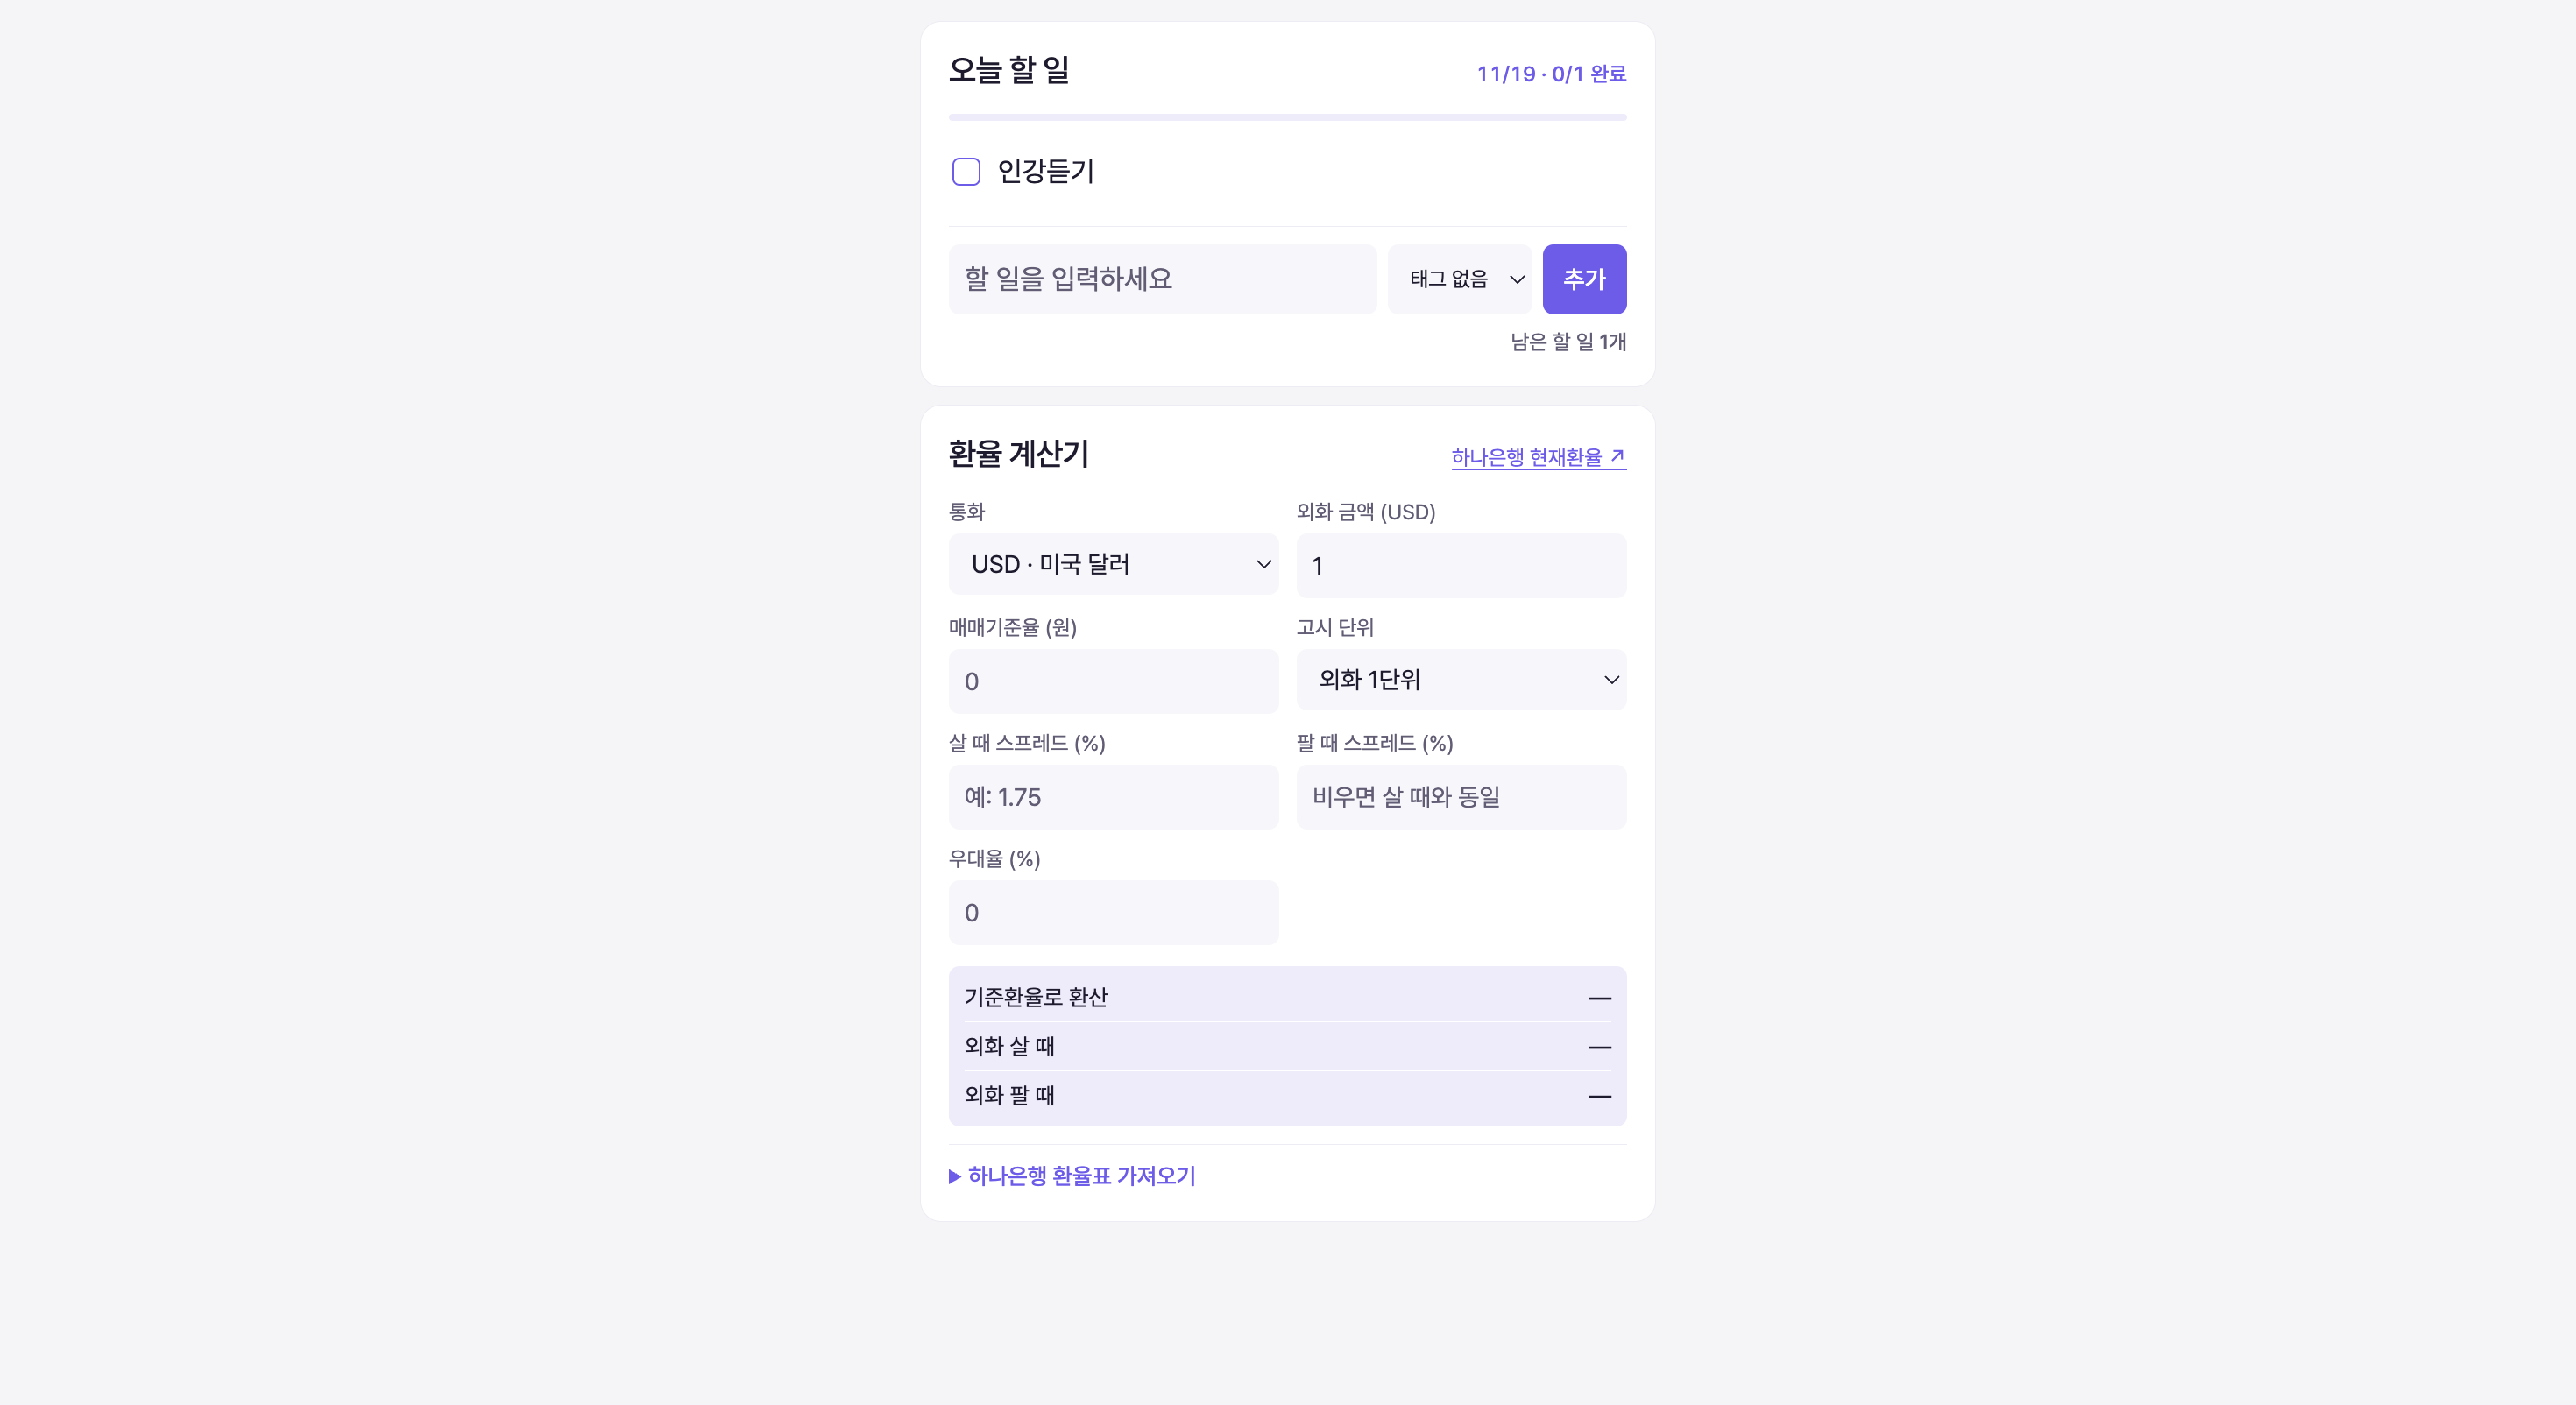 오늘 할 일
11/19 · 0/1 완료
인강듣기
할 일을 입력하세요
태그 없음
추가
남은 할 일 1개
환율 계산기
하나은행 현재환율 ↗
통화
외화 금액 (USD)
USD · 미국 달러
1
매매기준율 (원)
고시 단위
0
외화 1단위
살 때 스프레드 (%)
팔 때 스프레드 (%)
예: 1.75
비우면 살 때와 동일
우대율 (%)
0
기준환율로 환산 —
외화 살 때 —
외화 팔 때 —
▶ 하나은행 환율표 가져오기